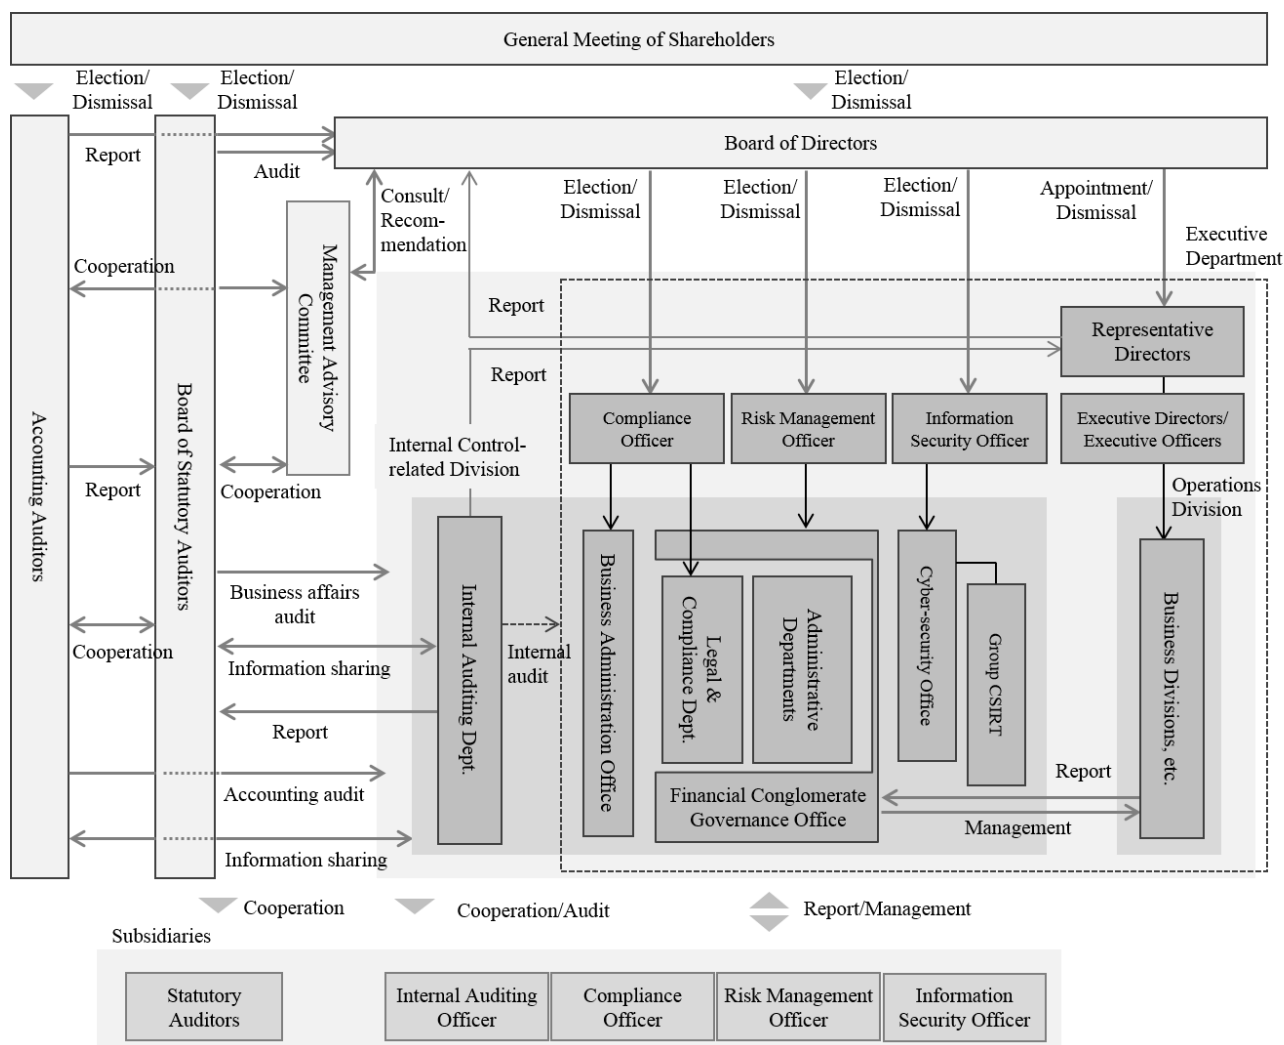 General Meeting of Shareholders
Election/
Dismissal
Election/
Dismissal
Election/
Dismissal
Board of Directors
Report
Audit
Consult/
Recom-
mendation
Election/
Dismissal
Election/
Dismissal
Election/
Dismissal
Appointment/
Dismissal
Executive
Department
Cooperation
Management Advisory
Committee
Report
Representative
Directors
Report
Accounting Auditors
Board of Statutory Auditors
Compliance
Officer
Risk Management
Officer
Information
Security Officer
Executive Directors/
Executive Officers
Internal Control-
related Division
Report
Cooperation
Operations
Division
Business affairs
audit
Cooperation
Information sharing
Internal
audit
Report
Accounting audit
Information sharing
Internal Auditing Dept.
Business Administration Office
Legal &
Compliance Dept.
Administrative
Departments
Cyber-security Office
Group CSIRT
Business Divisions, etc.
Financial Conglomerate
Governance Office
Report
Management
Cooperation
Cooperation/Audit
Report/Management
Subsidiaries
Statutory
Auditors
Internal Auditing
Officer
Compliance
Officer
Risk Management
Officer
Information
Security Officer